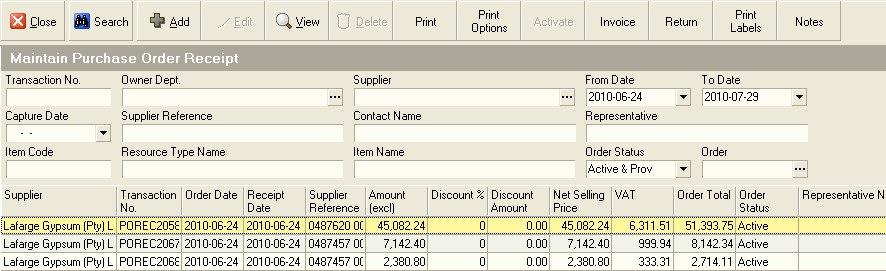 Close Search Add Edit View Delete Print Print Options Activate Invoice Return Print Labels Notes
Maintain Purchase Order Receipt
Transaction No. Owner Dept. Supplier From Date To Date
2010-06-24 2010-07-29
Capture Date Supplier Reference Contact Name Representative
- -
Item Code Resource Type Name Item Name Order Status Order
Active & Prov
Supplier Transaction No. Order Date Receipt Date Supplier Reference Amount (excl) Discount % Discount Amount Net Selling Price VAT Order Total Order Status Representative N
Lafarge Gypsum (Pty) L POREC2058 2010-06-24 2010-06-24 0487620 00 45,082.24 0 0.00 45,082.24 6,311.51 51,393.75 Active
Lafarge Gypsum (Pty) L POREC2067 2010-06-24 2010-06-24 0487457 00 7,142.40 0 0.00 7,142.40 999.94 8,142.34 Active
Lafarge Gypsum (Pty) L POREC2068 2010-06-24 2010-06-24 0487457 00 2,380.80 0 0.00 2,380.80 333.31 2,714.11 Active